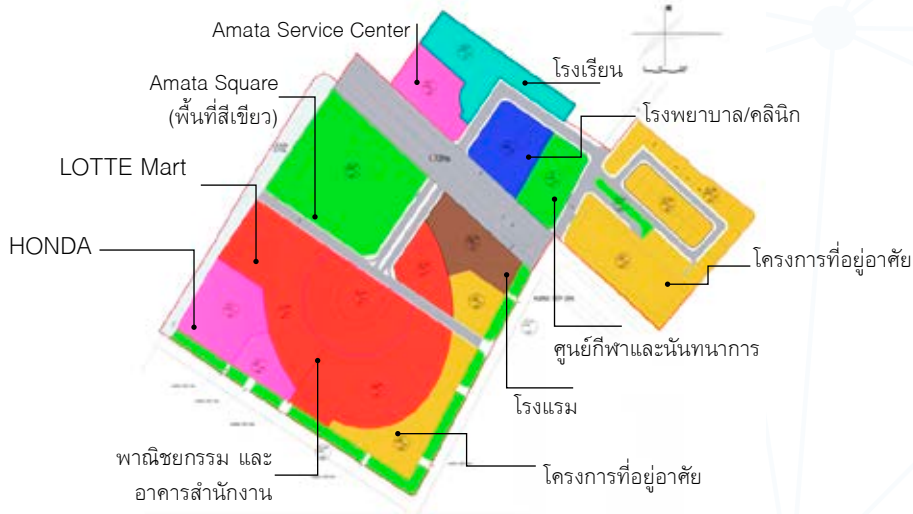 Amata Service Center
โรงเรียน
Amata Square
(พื้นที่สีเขียว)
โรงพยาบาล/คลินิก
LOTTE Mart
HONDA
โครงการที่อยู่อาศัย
ศูนย์กีฬาและนันทนาการ
โรงแรม
พาณิชยกรรม และ
อาคารสำนักงาน
โครงการที่อยู่อาศัย